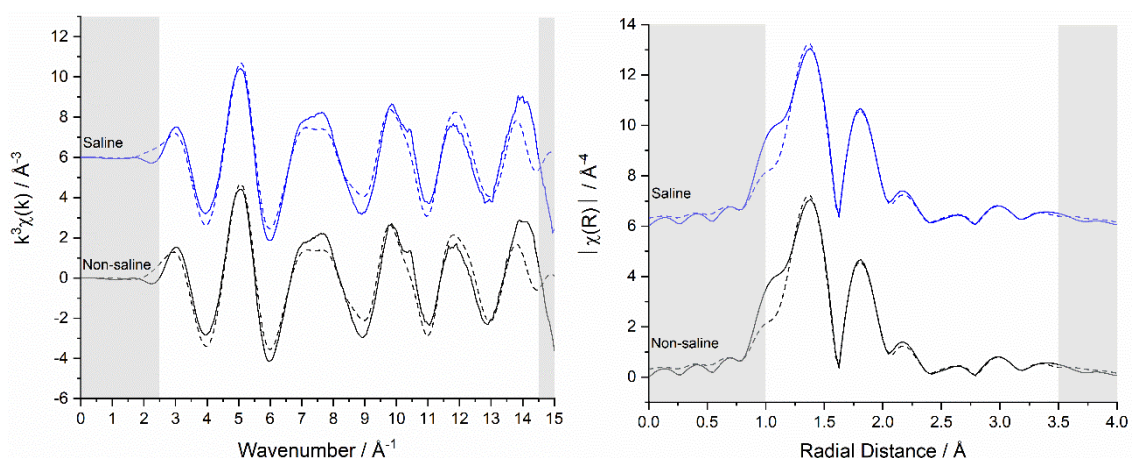 12
10
8
6
4
2
0
-2
-4
-6
k³χ(k) / Å⁻³
Saline
Non-saline
0 1 2 3 4 5 6 7 8 9 10 11 12 13 14 15
Wavenumber / Å⁻¹
14
12
10
8
6
4
2
0
| χ(R) | / Å⁻⁴
Saline
Non-saline
0.0 0.5 1.0 1.5 2.0 2.5 3.0 3.5 4.0
Radial Distance / Å